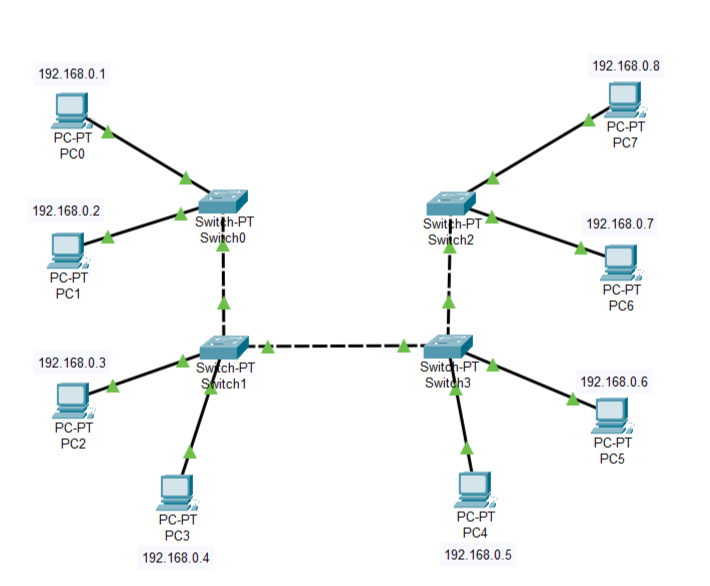 192.168.0.1
PC-PT
PC0
192.168.0.2
PC-PT
PC1
Switch-PT
Switch0
192.168.0.3
PC-PT
PC2
Switch-PT
Switch1
PC-PT
PC3
192.168.0.4
192.168.0.8
PC-PT
PC7
Switch-PT
Switch2
192.168.0.7
PC-PT
PC6
Switch-PT
Switch3
192.168.0.6
PC-PT
PC5
PC-PT
PC4
192.168.0.5